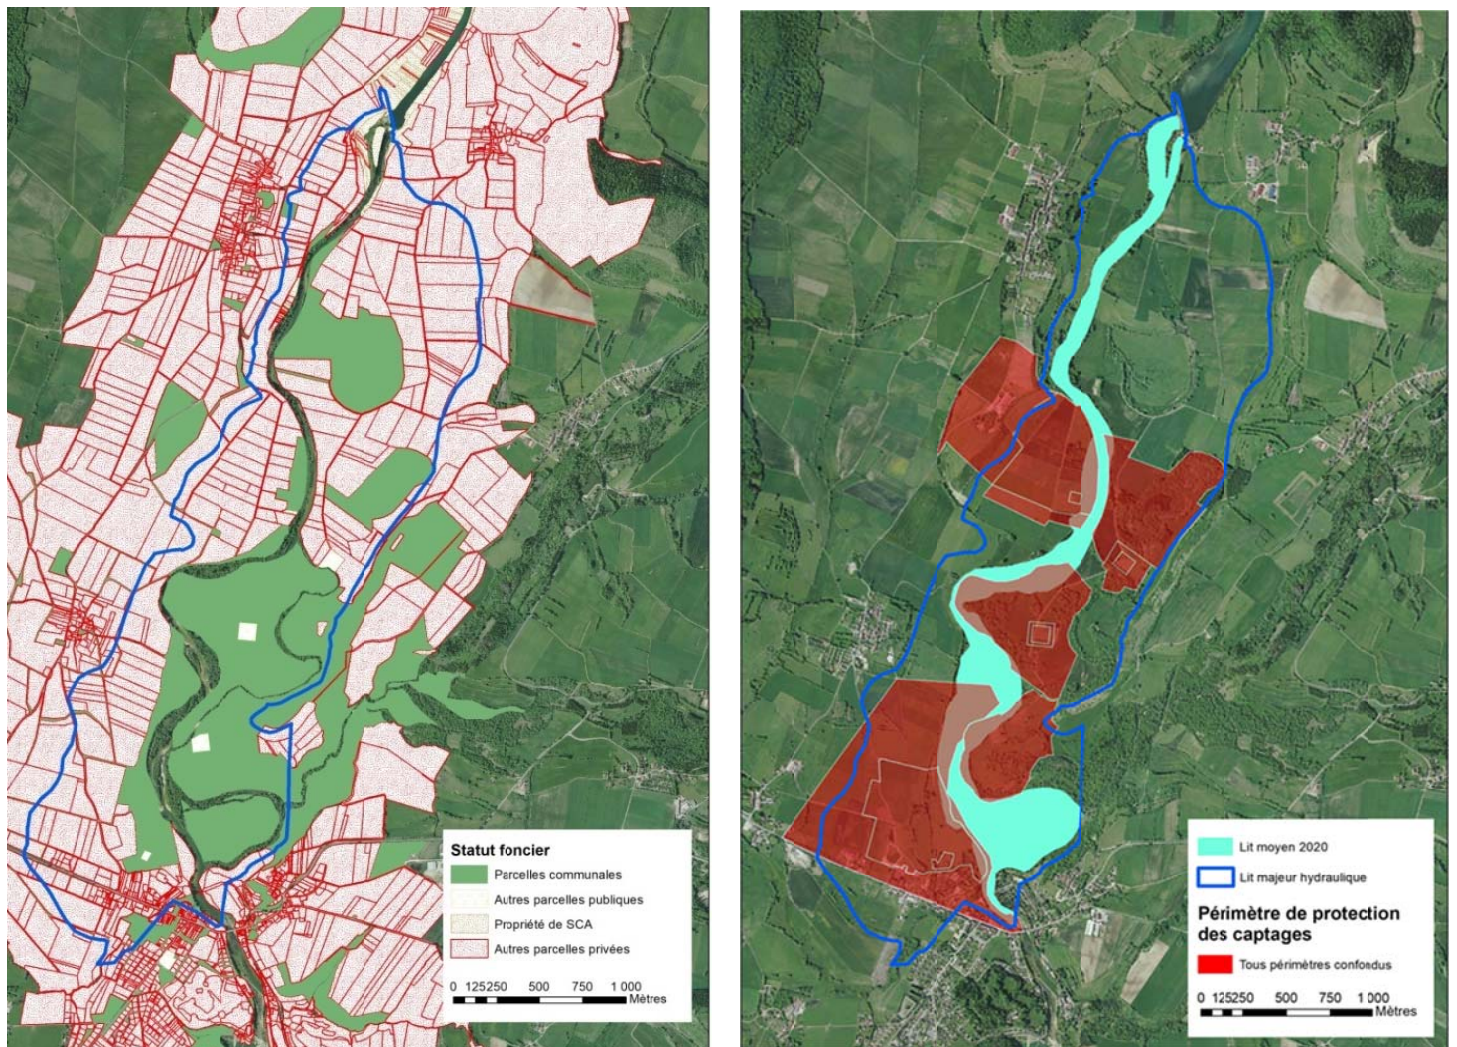 Statut foncier
Parcelles communales
Autres parcelles publiques
Propriété de SCA
Autres parcelles privées
0 125250 500 750 1 000
Mètres
Lit moyen 2020
Lit majeur hydraulique
Périmètre de protection
des captages
Tous périmètres confondus
0 125250 500 750 1 000
Mètres